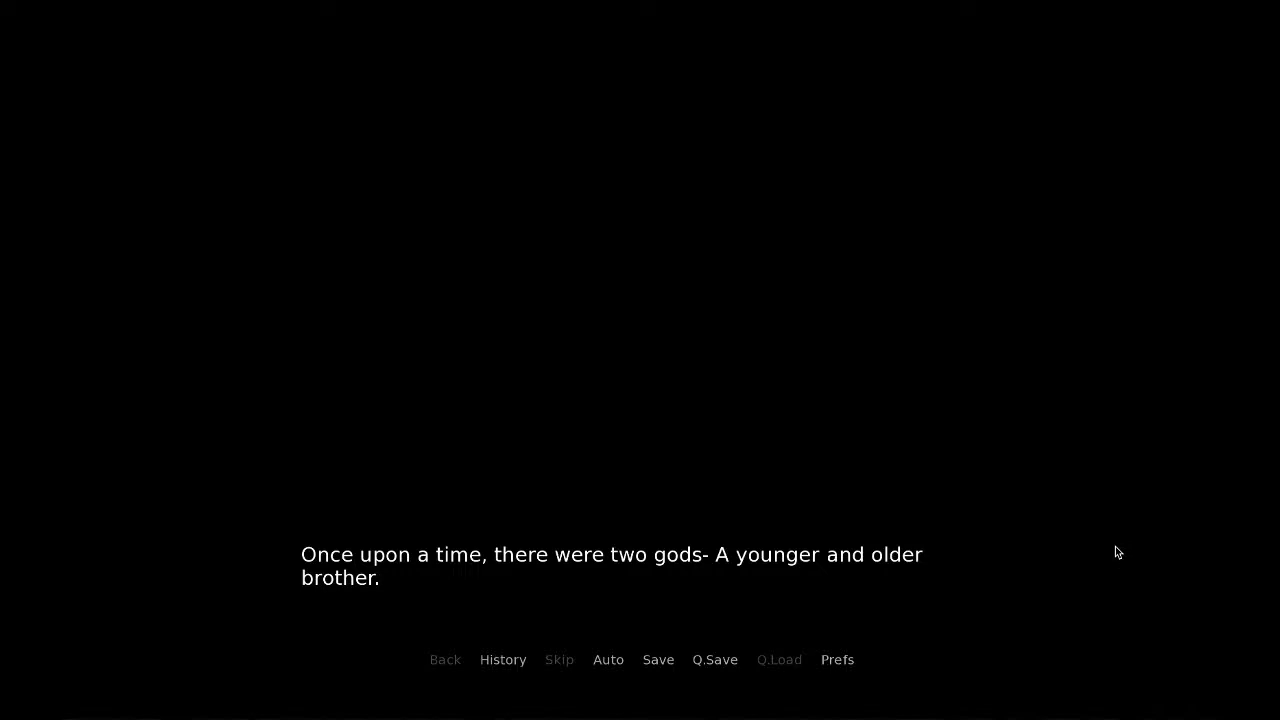 Once upon a time, there were two gods- A younger and older
brother.
Back History Skip Auto Save Q.Save Q.Load Prefs